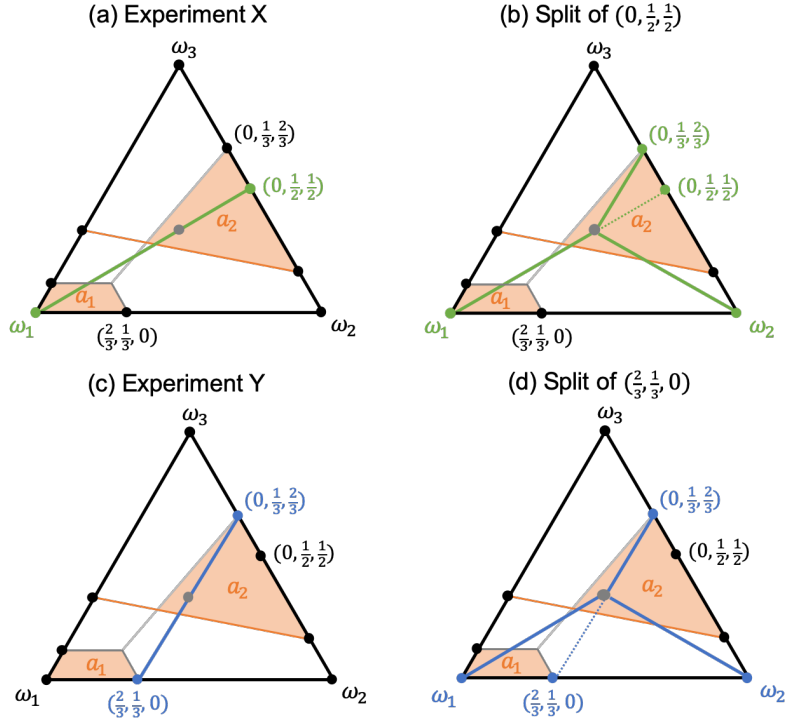 (a) Experiment X
ω₃
(0, 1/3, 2/3)
(0, 1/2, 1/2)
a₂
a₁
ω₁
(2/3, 1/3, 0)
ω₂
(b) Split of (0, 1/2, 1/2)
ω₃
(0, 1/3, 2/3)
(0, 1/2, 1/2)
a₂
a₁
ω₁
(2/3, 1/3, 0)
ω₂
(c) Experiment Y
ω₃
(0, 1/3, 2/3)
(0, 1/2, 1/2)
a₂
a₁
ω₁
(2/3, 1/3, 0)
ω₂
(d) Split of (2/3, 1/3, 0)
ω₃
(0, 1/3, 2/3)
(0, 1/2, 1/2)
a₂
a₁
ω₁
(2/3, 1/3, 0)
ω₂